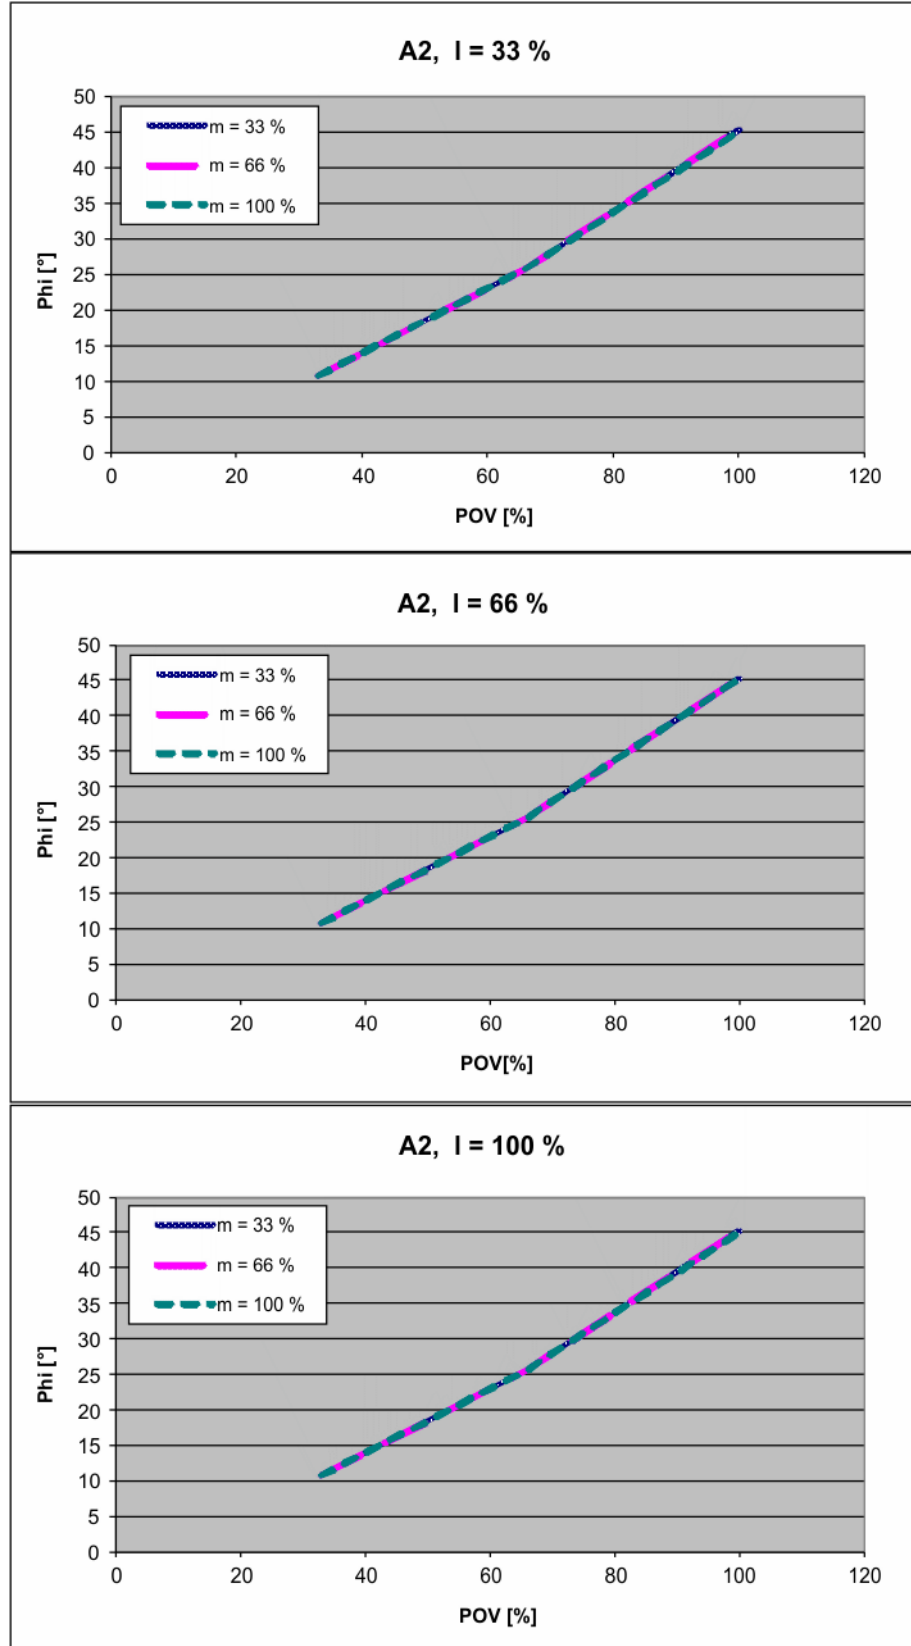 A2, l = 33 %
50
45
40
35
30
25
20
15
10
5
0
m = 33 %
m = 66 %
m = 100 %
Phi [°]
0 20 40 60 80 100 120
POV [%]
A2, l = 66 %
50
45
40
35
30
25
20
15
10
5
0
m = 33 %
m = 66 %
m = 100 %
Phi [°]
0 20 40 60 80 100 120
POV[%]
A2, l = 100 %
50
45
40
35
30
25
20
15
10
5
0
m = 33 %
m = 66 %
m = 100 %
Phi [°]
0 20 40 60 80 100 120
POV [%]